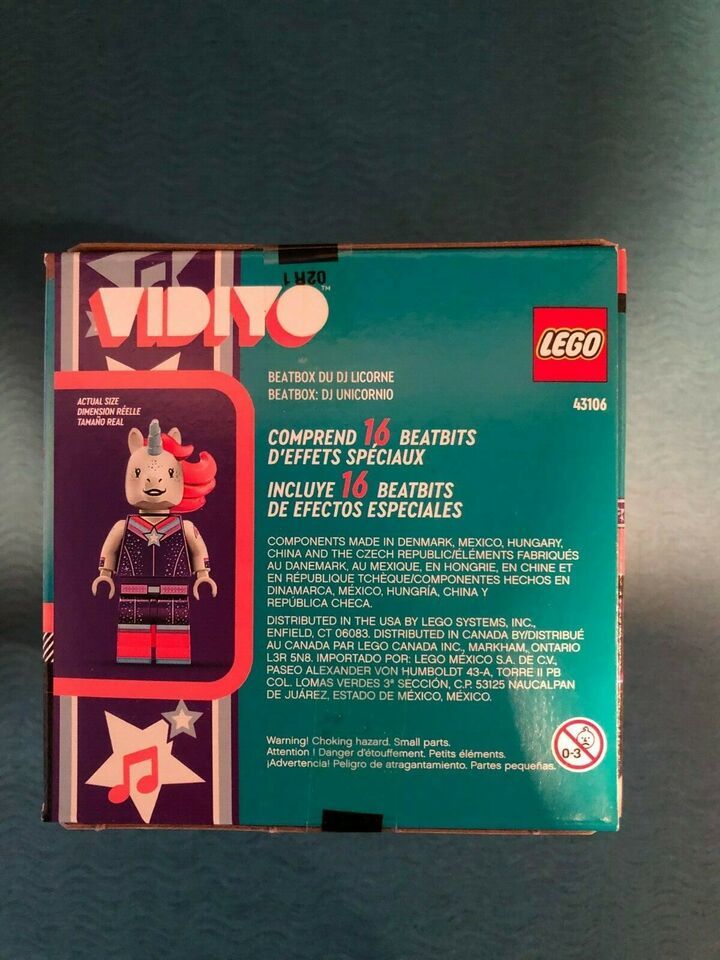 02R1
VIDIYO™
LEGO
43106
ACTUAL SIZE
DIMENSION RÉELLE
TAMAÑO REAL
BEATBOX DU DJ LICORNE
BEATBOX: DJ UNICORNIO
COMPREND 16 BEATBITS
D'EFFETS SPÉCIAUX
INCLUYE 16 BEATBITS
DE EFECTOS ESPECIALES
COMPONENTS MADE IN DENMARK, MEXICO, HUNGARY,
CHINA AND THE CZECH REPUBLIC/ÉLÉMENTS FABRIQUÉS
AU DANEMARK, AU MEXIQUE, EN HONGRIE, EN CHINE ET
EN RÉPUBLIQUE TCHÈQUE/COMPONENTES HECHOS EN
DINAMARCA, MÉXICO, HUNGRÍA, CHINA Y
REPÚBLICA CHECA.
DISTRIBUTED IN THE USA BY LEGO SYSTEMS, INC.,
ENFIELD, CT 06083. DISTRIBUTED IN CANADA BY/DISTRIBUÉ
AU CANADA PAR LEGO CANADA INC., MARKHAM, ONTARIO
L3R 5N8. IMPORTADO POR: LEGO MÉXICO S.A. DE C.V.,
PASEO ALEXANDER VON HUMBOLDT 43-A, TORRE II PB
COL. LOMAS VERDES 3ª SECCIÓN, C.P. 53125 NAUCALPAN
DE JUÁREZ, ESTADO DE MÉXICO, MÉXICO.
Warning! Choking hazard. Small parts.
Attention ! Danger d'étouffement. Petits éléments.
¡Advertencia! Peligro de atragantamiento. Partes pequeñas.
0-3